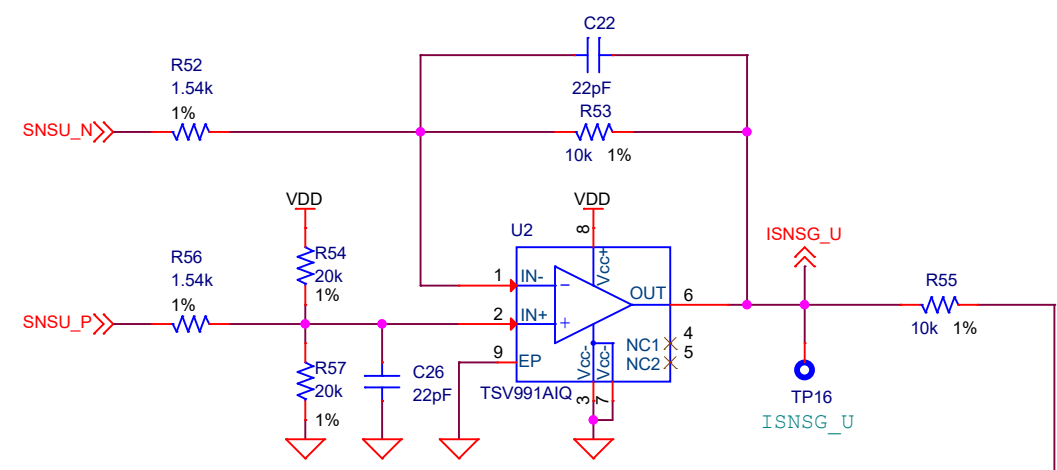 C22
22pF
R52
1.54k
1%
SNSU_N
R53
10k 1%
VDD
R54
20k
1%
VDD
U2
8
Vcc+
ISNSG_U
R56
1.54k
1%
SNSU_P
1
IN-
2
IN+
9
EP
OUT
6
NC1
4
NC2
5
Vcc-
Vcc-
3
7
TSV991AIQ
R55
10k 1%
R57
20k
1%
C26
22pF
TP16
ISNSG_U